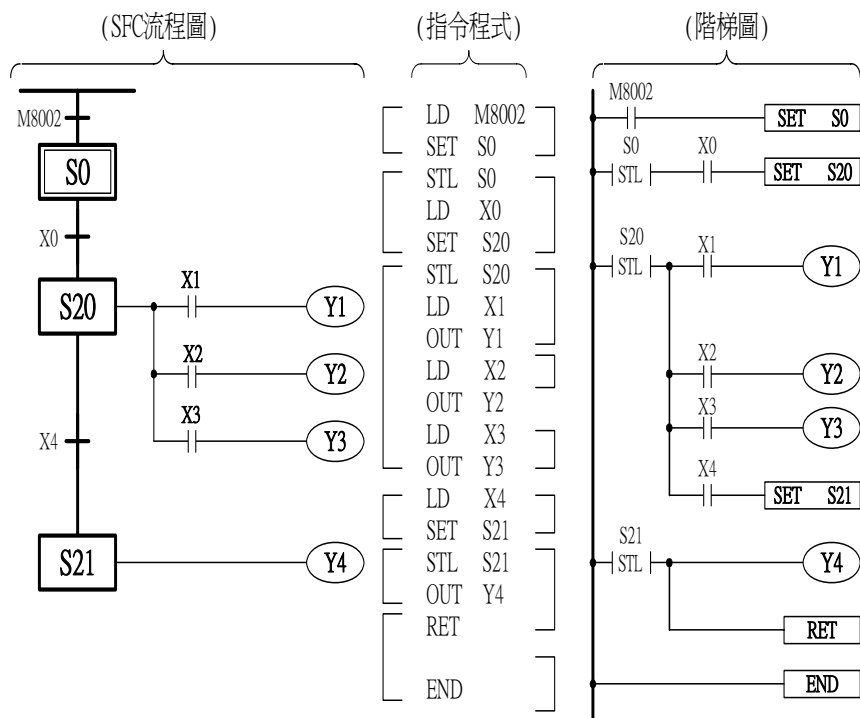 (SFC流程圖)
M8002
S0
X0
S20
X1
Y1
X2
Y2
X3
Y3
X4
S21
Y4
(指令程式)
LD M8002
SET S0
STL S0
LD X0
SET S20
STL S20
LD X1
OUT Y1
LD X2
OUT Y2
LD X3
OUT Y3
LD X4
SET S21
STL S21
OUT Y4
RET
END
(階梯圖)
M8002
SET S0
S0 X0
STL
SET S20
S20 X1
STL
Y1
X2
Y2
X3
Y3
X4
SET S21
S21
STL
Y4
RET
END